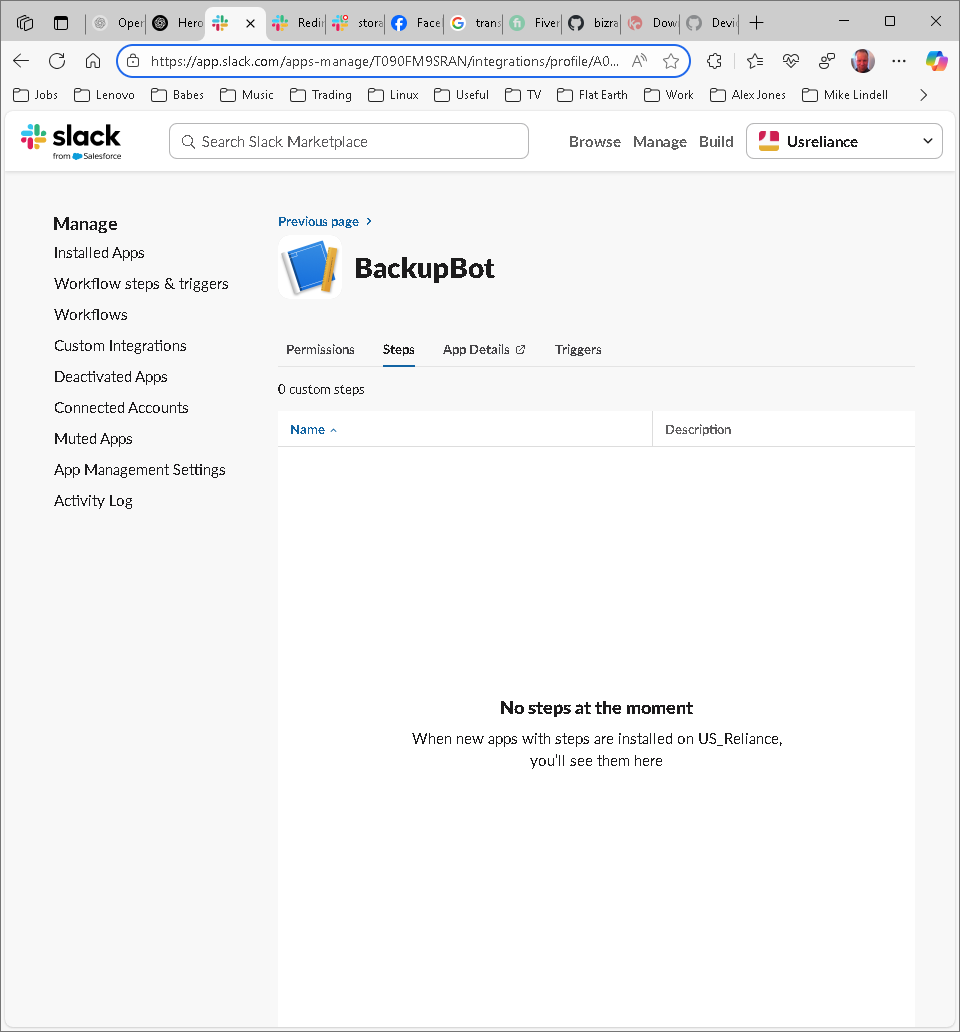 Oper
Hero
Redir
stora
Face
trans
Fiver
bizra
Dow
Devic
https://app.slack.com/apps-manage/T090FM9SRAN/integrations/profile/A0...
Jobs
Lenovo
Babes
Music
Trading
Linux
Useful
TV
Flat Earth
Work
Alex Jones
Mike Lindell
slack
from Salesforce
Search Slack Marketplace
Browse
Manage
Build
Usreliance
Manage
Installed Apps
Workflow steps & triggers
Workflows
Custom Integrations
Deactivated Apps
Connected Accounts
Muted Apps
App Management Settings
Activity Log
Previous page
BackupBot
Permissions
Steps
App Details
Triggers
0 custom steps
Name
Description
No steps at the moment
When new apps with steps are installed on US_Reliance,
you'll see them here